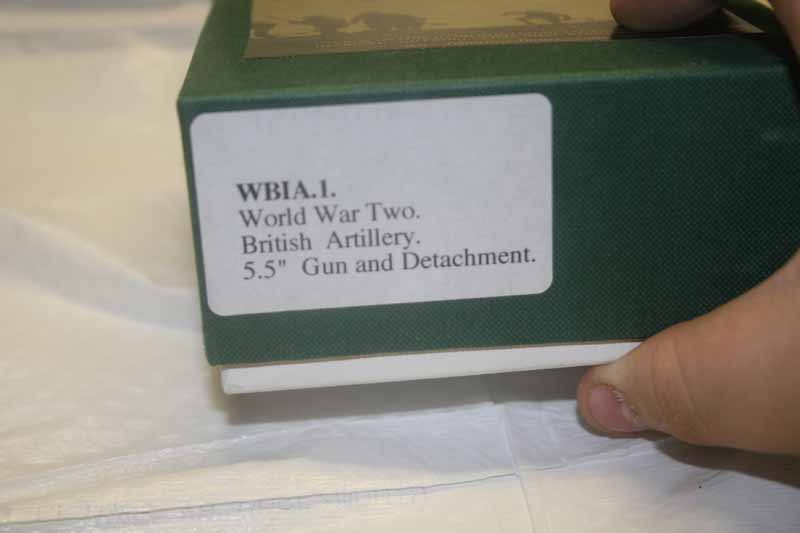 WBIA.1.
World War Two.
British Artillery.
5.5" Gun and Detachment.